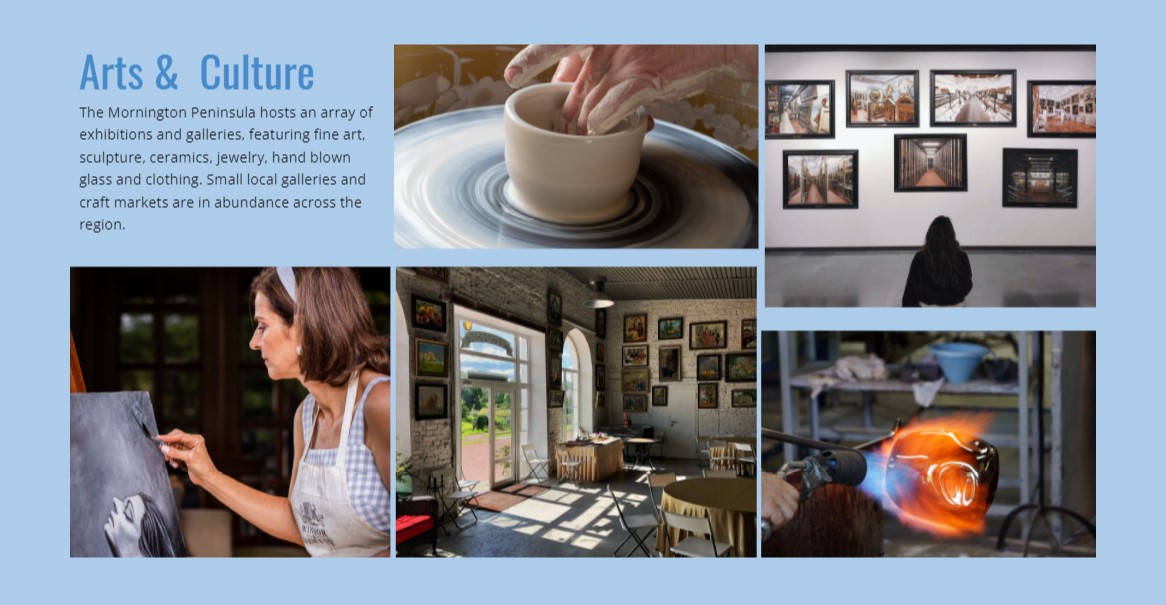 Arts & Culture
The Mornington Peninsula hosts an array of
exhibitions and galleries, featuring fine art,
sculpture, ceramics, jewelry, hand blown
glass and clothing. Small local galleries and
craft markets are in abundance across the
region.